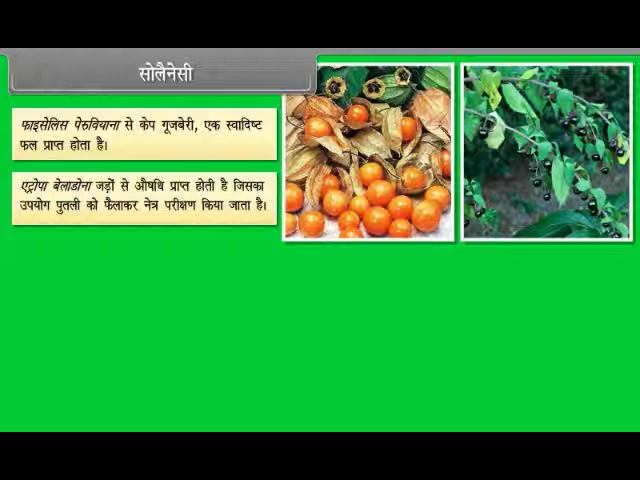 सोलैनेसी
फाइसेलिस पेरुवियाना से केप गूजबेरी, एक स्वादिष्ट
फल प्राप्त होता है।
एट्रोपा बेलाडोना जड़ों से औषधि प्राप्त होती है जिसका
उपयोग पुतली को फैलाकर नेत्र परीक्षण किया जाता है।